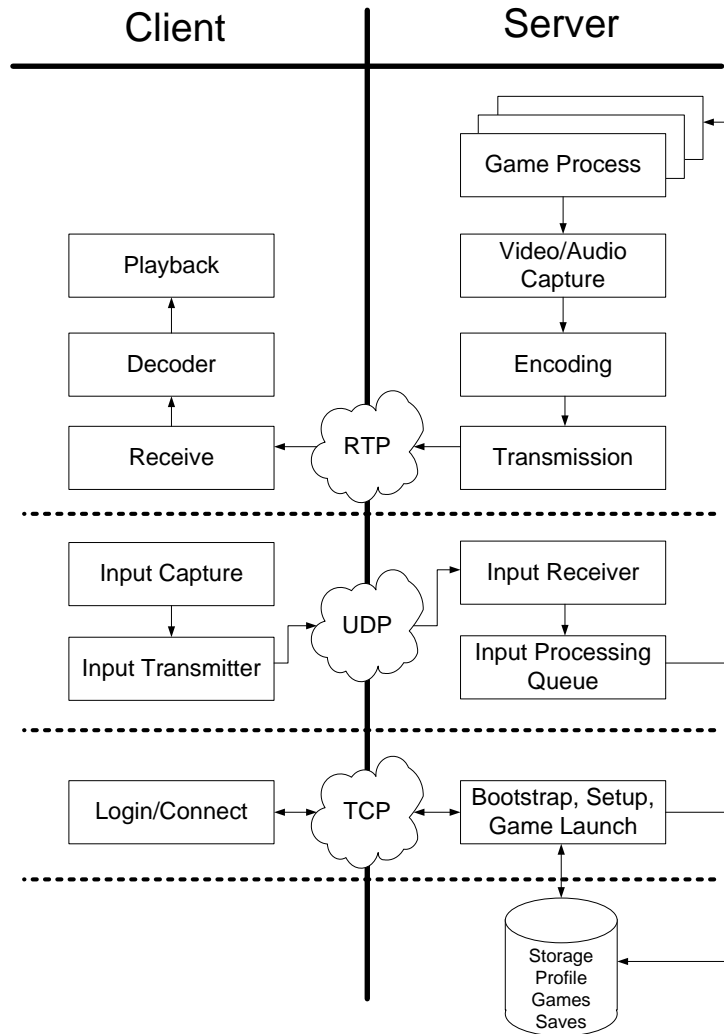 Client
Server
Game Process
Video/Audio
Capture
Playback
Decoder
Encoding
Receive
RTP
Transmission
Input Capture
Input Receiver
UDP
Input Transmitter
Input Processing
Queue
Login/Connect
TCP
Bootstrap, Setup,
Game Launch
Storage
Profile
Games
Saves